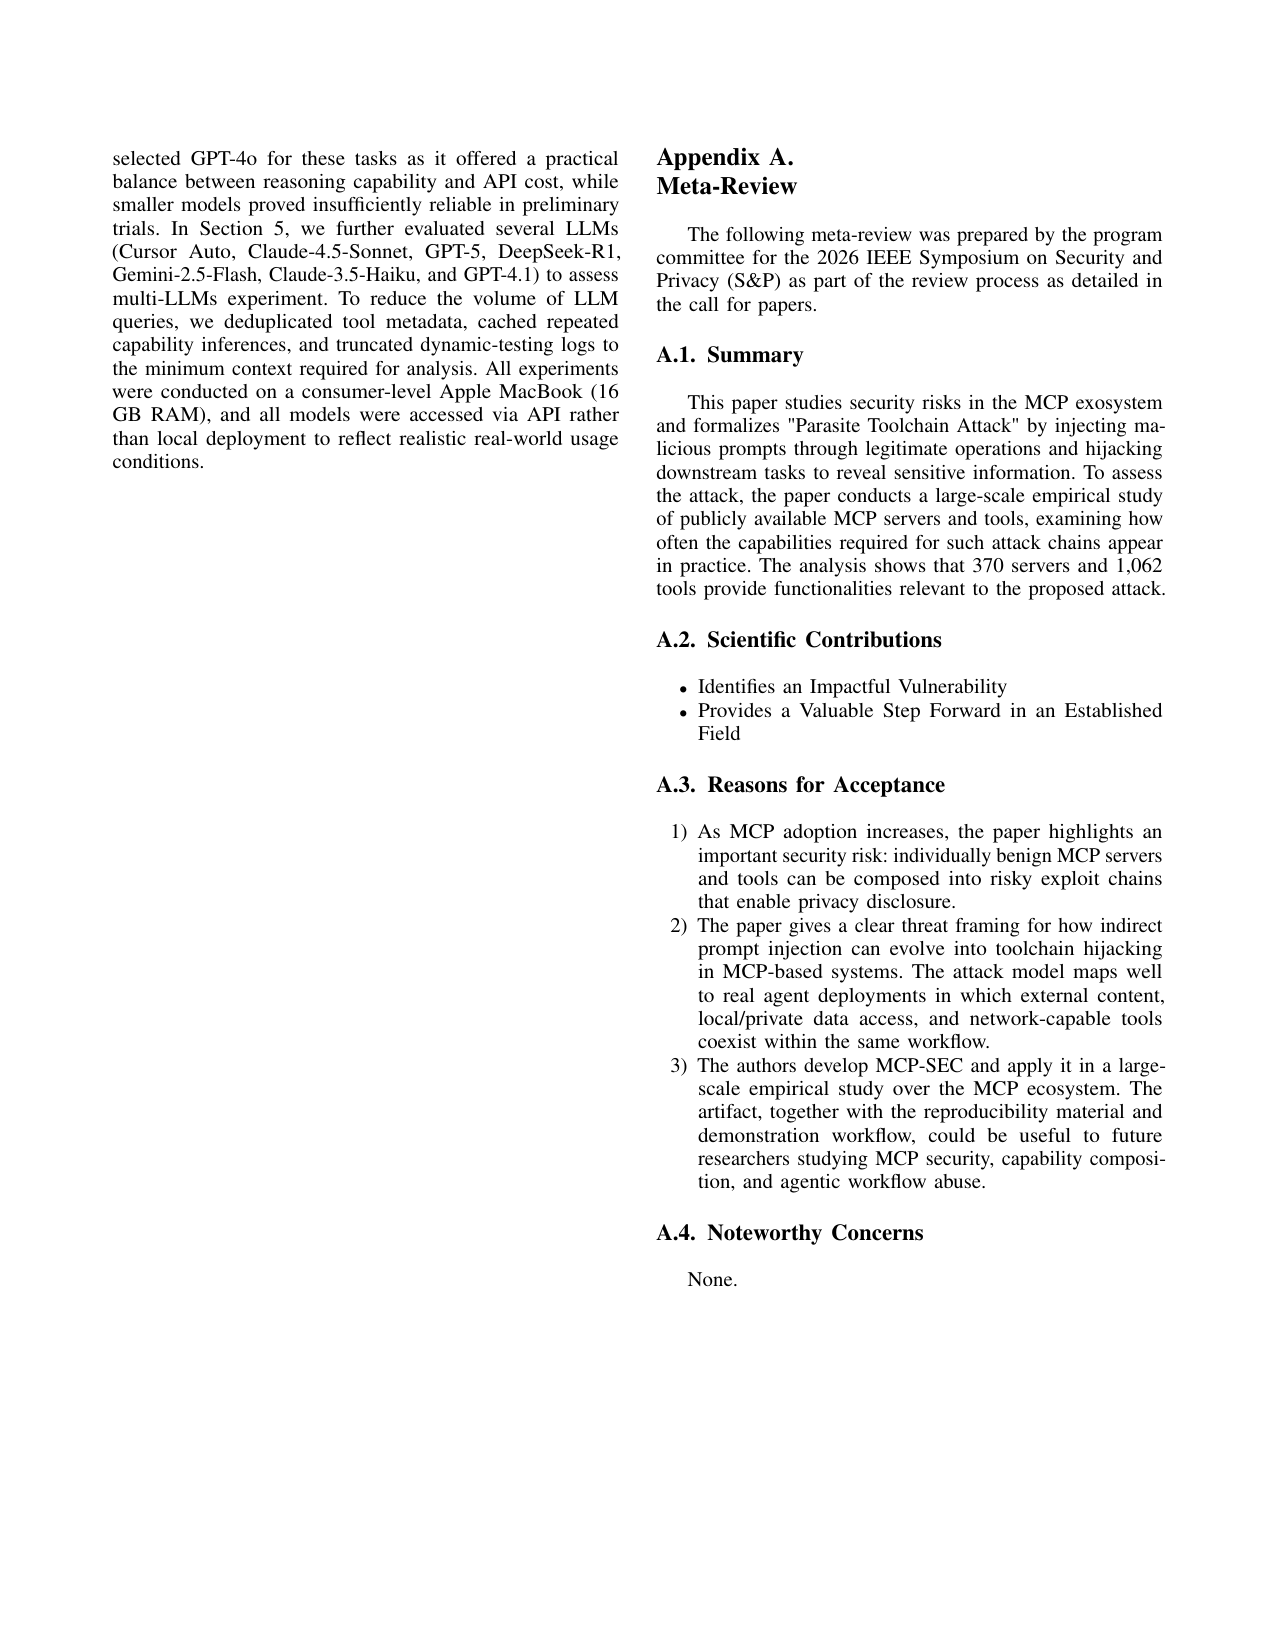 selected GPT-4o for these tasks as it offered a practical
balance between reasoning capability and API cost, while
smaller models proved insufficiently reliable in preliminary
trials. In Section 5, we further evaluated several LLMs
(Cursor Auto, Claude-4.5-Sonnet, GPT-5, DeepSeek-R1,
Gemini-2.5-Flash, Claude-3.5-Haiku, and GPT-4.1) to assess
multi-LLMs experiment. To reduce the volume of LLM
queries, we deduplicated tool metadata, cached repeated
capability inferences, and truncated dynamic-testing logs to
the minimum context required for analysis. All experiments
were conducted on a consumer-level Apple MacBook (16
GB RAM), and all models were accessed via API rather
than local deployment to reflect realistic real-world usage
conditions.
Appendix A.
Meta-Review
The following meta-review was prepared by the program
committee for the 2026 IEEE Symposium on Security and
Privacy (S&P) as part of the review process as detailed in
the call for papers.
A.1. Summary
This paper studies security risks in the MCP exosystem
and formalizes "Parasite Toolchain Attack" by injecting ma-
licious prompts through legitimate operations and hijacking
downstream tasks to reveal sensitive information. To assess
the attack, the paper conducts a large-scale empirical study
of publicly available MCP servers and tools, examining how
often the capabilities required for such attack chains appear
in practice. The analysis shows that 370 servers and 1,062
tools provide functionalities relevant to the proposed attack.
A.2. Scientific Contributions
• Identifies an Impactful Vulnerability
• Provides a Valuable Step Forward in an Established
Field
A.3. Reasons for Acceptance
1) As MCP adoption increases, the paper highlights an
important security risk: individually benign MCP servers
and tools can be composed into risky exploit chains
that enable privacy disclosure.
2) The paper gives a clear threat framing for how indirect
prompt injection can evolve into toolchain hijacking
in MCP-based systems. The attack model maps well
to real agent deployments in which external content,
local/private data access, and network-capable tools
coexist within the same workflow.
3) The authors develop MCP-SEC and apply it in a large-
scale empirical study over the MCP ecosystem. The
artifact, together with the reproducibility material and
demonstration workflow, could be useful to future
researchers studying MCP security, capability composi-
tion, and agentic workflow abuse.
A.4. Noteworthy Concerns
None.